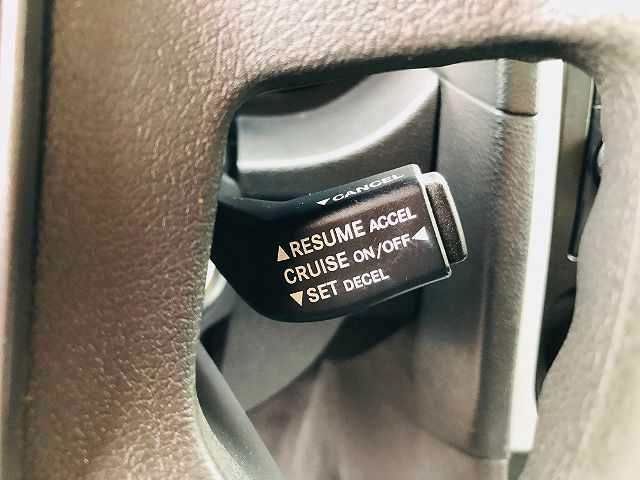 ▼CANCEL
▲RESUME ACCEL
CRUISE ON/OFF◀
▼SET DECEL